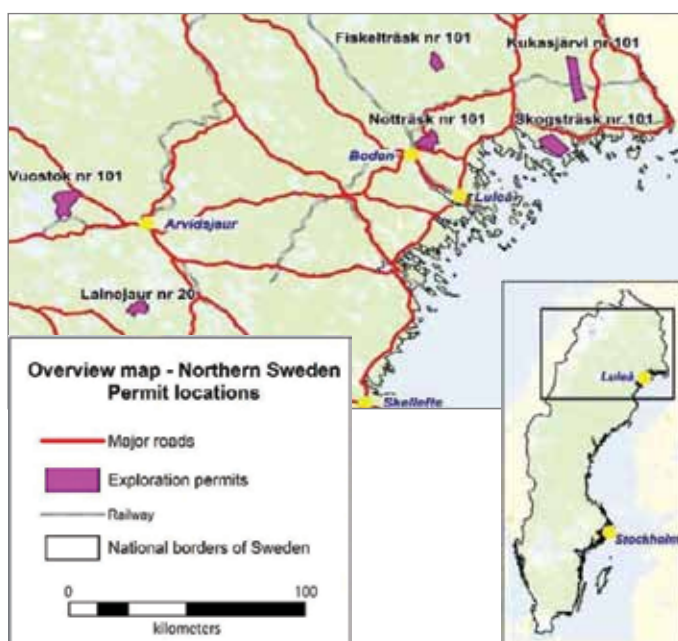 Fiskelträsk nr 101
Kukasjärvi nr 101
Notträsk nr 101
Skogsträsk nr 101
Boden
Vuostok nr 101
Luleå
Arvidsjaur
Lainejaur nr 20
Skellefte
Overview map - Northern Sweden
Permit locations
Major roads
Exploration permits
Railway
National borders of Sweden
0
100
kilometers
Luleå
Stockholm